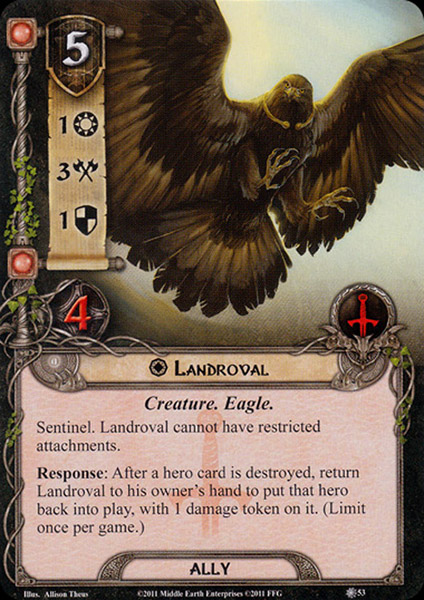 5
1
3
1
4
Landroval
Creature. Eagle.
Sentinel. Landroval cannot have restricted
attachments.
Response: After a hero card is destroyed, return
Landroval to his owner's hand to put that hero
back into play, with 1 damage token on it. (Limit
once per game.)
ALLY
Illus. Allison Theus ©2011 Middle Earth Enterprises ©2011 FFG 53